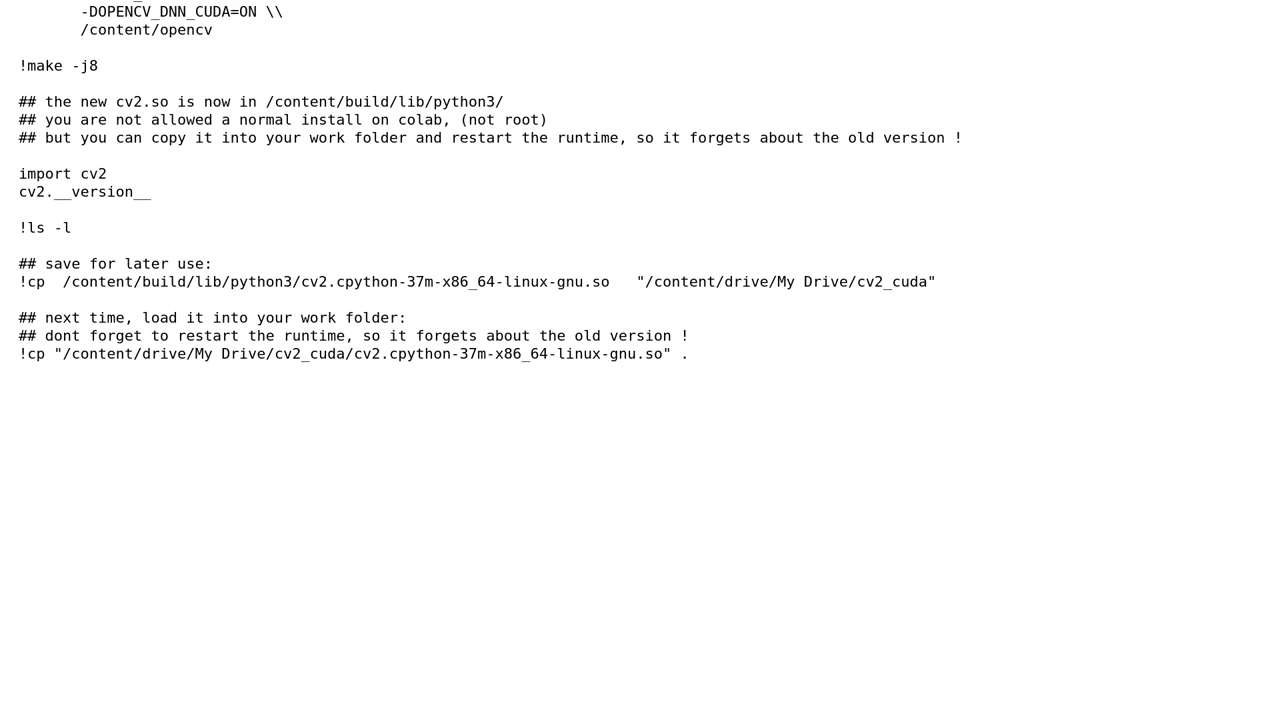 -DOPENCV_DNN_CUDA=ON \\
/content/opencv
!make -j8
## the new cv2.so is now in /content/build/lib/python3/
## you are not allowed a normal install on colab, (not root)
## but you can copy it into your work folder and restart the runtime, so it forgets about the old version !
import cv2
cv2.__version__
!ls -l
## save for later use:
!cp  /content/build/lib/python3/cv2.cpython-37m-x86_64-linux-gnu.so   "/content/drive/My Drive/cv2_cuda"
## next time, load it into your work folder:
## dont forget to restart the runtime, so it forgets about the old version !
!cp "/content/drive/My Drive/cv2_cuda/cv2.cpython-37m-x86_64-linux-gnu.so" .